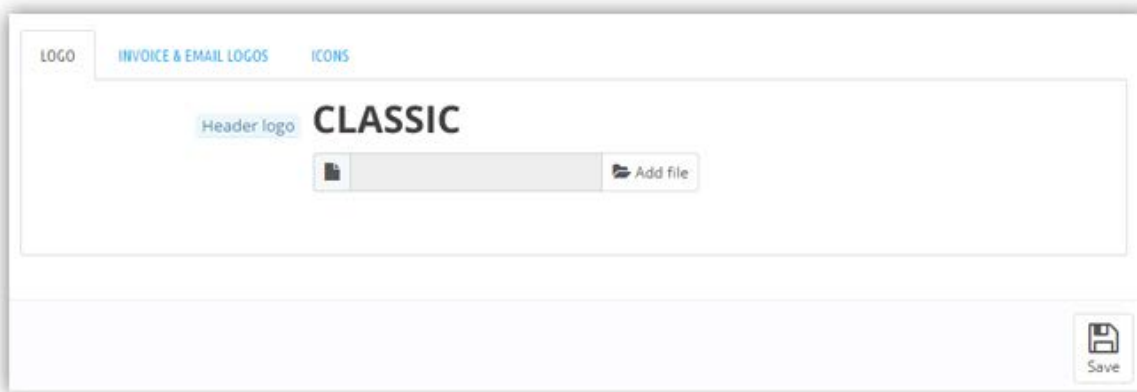 LOGO INVOICE & EMAIL LOGOS ICONS
Header logo CLASSIC
Add file
Save